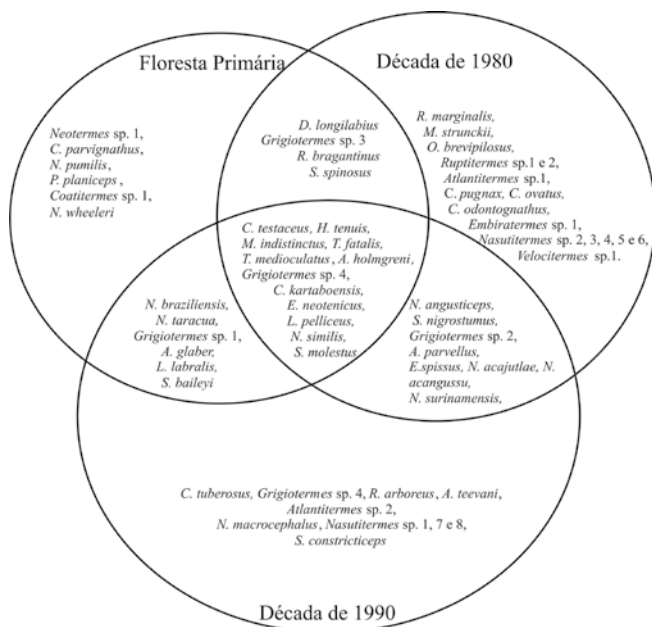 Floresta Primária
Década de 1980
Neotermes sp. 1,
C. parvignathus,
N. pumilis,
P. planiceps,
Coatitermes sp. 1,
N. wheeleri
D. longilabius
Grigiotermes sp. 3
R. bragantinus
S. spinosus
R. marginalis,
M. strunckii,
O. brevipilosus,
Ruptitermes sp.1 e 2,
Atlantitermes sp.1,
C. pugnax, C. ovatus,
C. odontognathus,
Embiratermes sp. 1,
Nasutitermes sp. 2, 3, 4, 5 e 6,
Velocitermes sp.1.
C. testaceus, H. tenuis,
M. indistinctus, T. fatalis,
T. medioculatus, A. holmgreni,
Grigiotermes sp. 4,
C. kartaboensis,
E. neotenicus,
L. pelliceus,
N. similis,
S. molestus
N. braziliensis,
N. taracua,
Grigiotermes sp. 1,
A. glaber,
L. labralis,
S. baileyi
N. angusticeps,
S. nigrostumus,
Grigiotermes sp. 2,
A. parvellus,
E.spissus, N. acajutlae, N.
acangussu,
N. surinamensis,
C. tuberosus, Grigiotermes sp. 4, R. arboreus, A. teevani,
Atlantitermes sp. 2,
N. macrocephalus, Nasutitermes sp. 1, 7 e 8,
S. constricticeps
Década de 1990